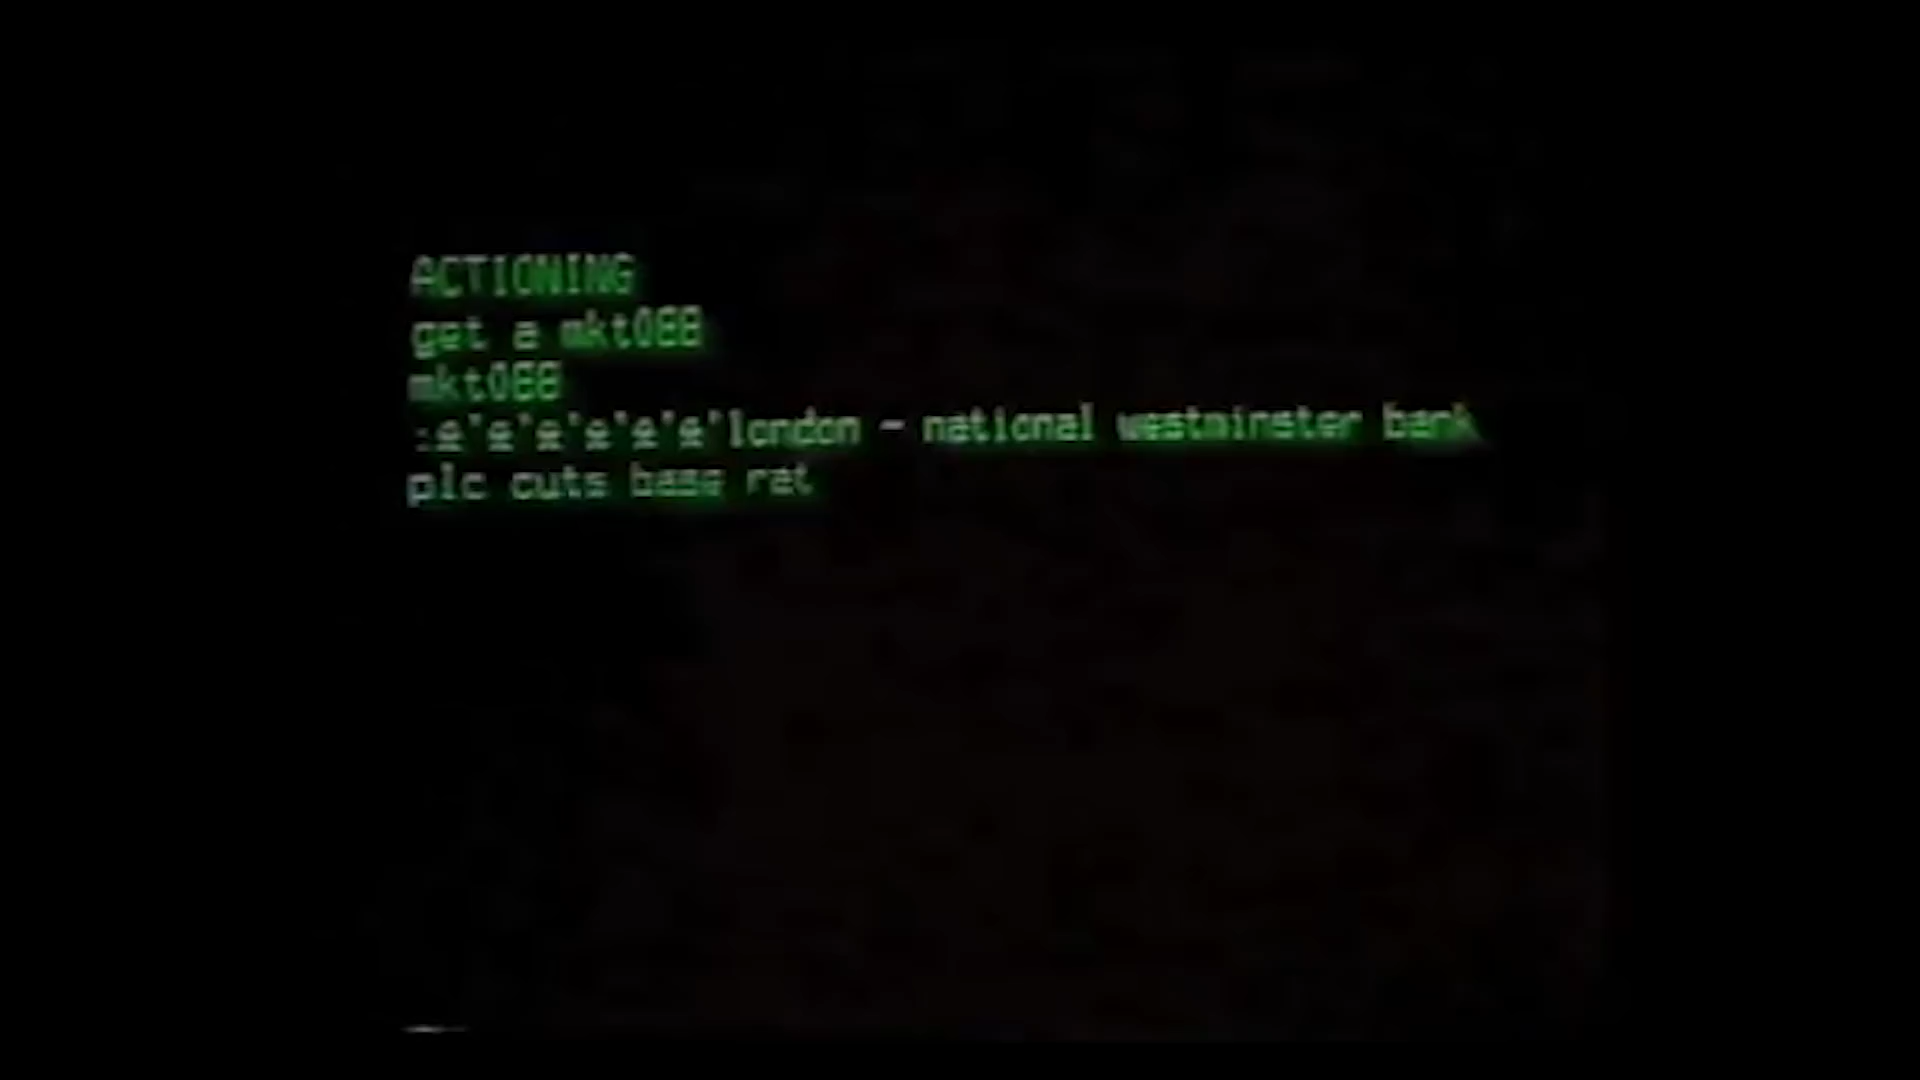 ACTIONING
get a mkt088
mkt088
london - national westminster bank
plc cuts base rat